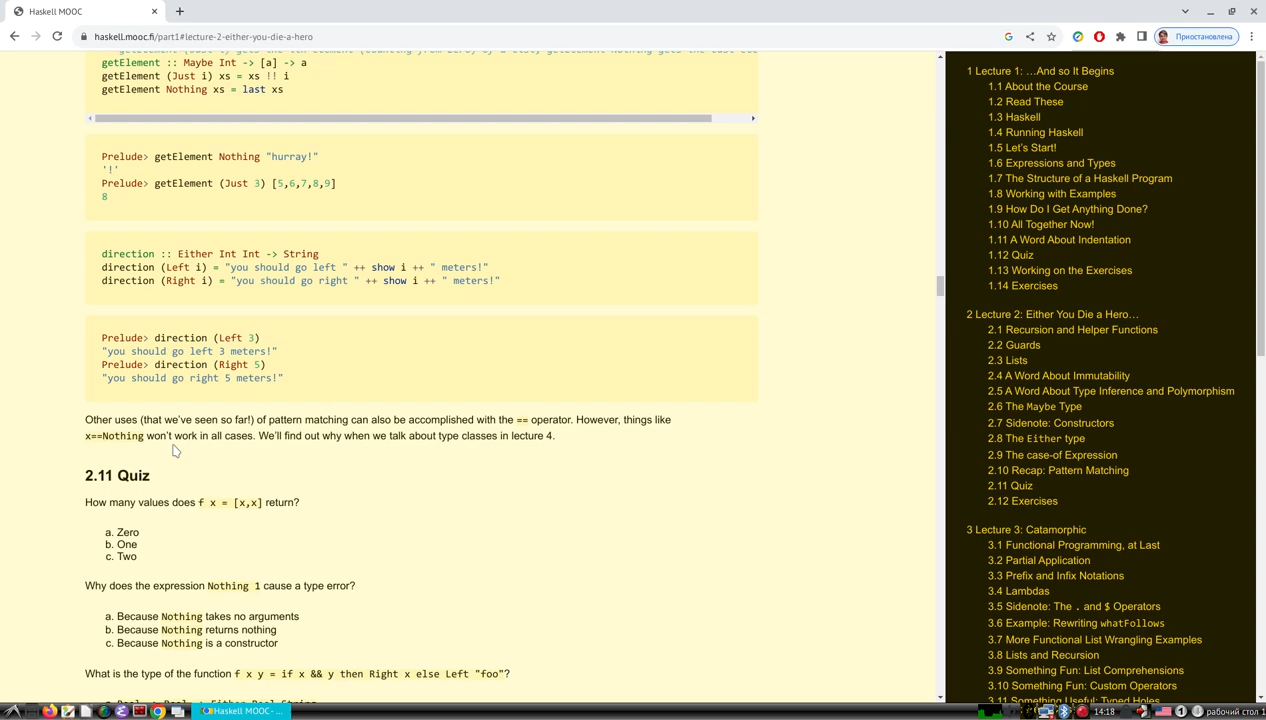 Haskell MOOC
haskell.mooc.fi/part1#lecture-2-either-you-die-a-hero
Приостановлена
getElement :: Maybe Int -> [a] -> a
getElement (Just i) xs = xs !! i
getElement Nothing xs = last xs
Prelude> getElement Nothing "hurray!"
'!'
Prelude> getElement (Just 3) [5,6,7,8,9]
8
direction :: Either Int Int -> String
direction (Left i) = "you should go left " ++ show i ++ " meters!"
direction (Right i) = "you should go right " ++ show i ++ " meters!"
Prelude> direction (Left 3)
"you should go left 3 meters!"
Prelude> direction (Right 5)
"you should go right 5 meters!"
Other uses (that we've seen so far!) of pattern matching can also be accomplished with the == operator. However, things like
x==Nothing won't work in all cases. We'll find out why when we talk about type classes in lecture 4.
2.11 Quiz
How many values does f x = [x,x] return?
a. Zero
b. One
c. Two
Why does the expression Nothing 1 cause a type error?
a. Because Nothing takes no arguments
b. Because Nothing returns nothing
c. Because Nothing is a constructor
What is the type of the function f x y = if x && y then Right x else Left "foo"?
1 Lecture 1: …And so It Begins
1.1 About the Course
1.2 Read These
1.3 Haskell
1.4 Running Haskell
1.5 Let's Start!
1.6 Expressions and Types
1.7 The Structure of a Haskell Program
1.8 Working with Examples
1.9 How Do I Get Anything Done?
1.10 All Together Now!
1.11 A Word About Indentation
1.12 Quiz
1.13 Working on the Exercises
1.14 Exercises
2 Lecture 2: Either You Die a Hero…
2.1 Recursion and Helper Functions
2.2 Guards
2.3 Lists
2.4 A Word About Immutability
2.5 A Word About Type Inference and Polymorphism
2.6 The Maybe Type
2.7 Sidenote: Constructors
2.8 The Either type
2.9 The case-of Expression
2.10 Recap: Pattern Matching
2.11 Quiz
2.12 Exercises
3 Lecture 3: Catamorphic
3.1 Functional Programming, at Last
3.2 Partial Application
3.3 Prefix and Infix Notations
3.4 Lambdas
3.5 Sidenote: The . and $ Operators
3.6 Example: Rewriting whatFollows
3.7 More Functional List Wrangling Examples
3.8 Lists and Recursion
3.9 Something Fun: List Comprehensions
3.10 Something Fun: Custom Operators
3.11 Something Useful: Typed Holes
Haskell MOOC - ...
14:18
рабочий стол 1